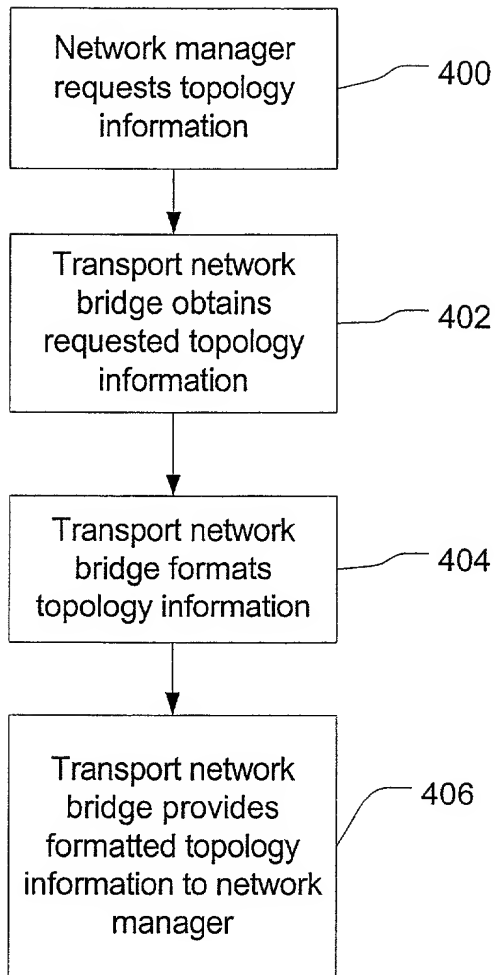 Network manager
requests topology
information
400
Transport network
bridge obtains
requested topology
information
402
Transport network
bridge formats
topology information
404
Transport network
bridge provides
formatted topology
information to network
manager
406